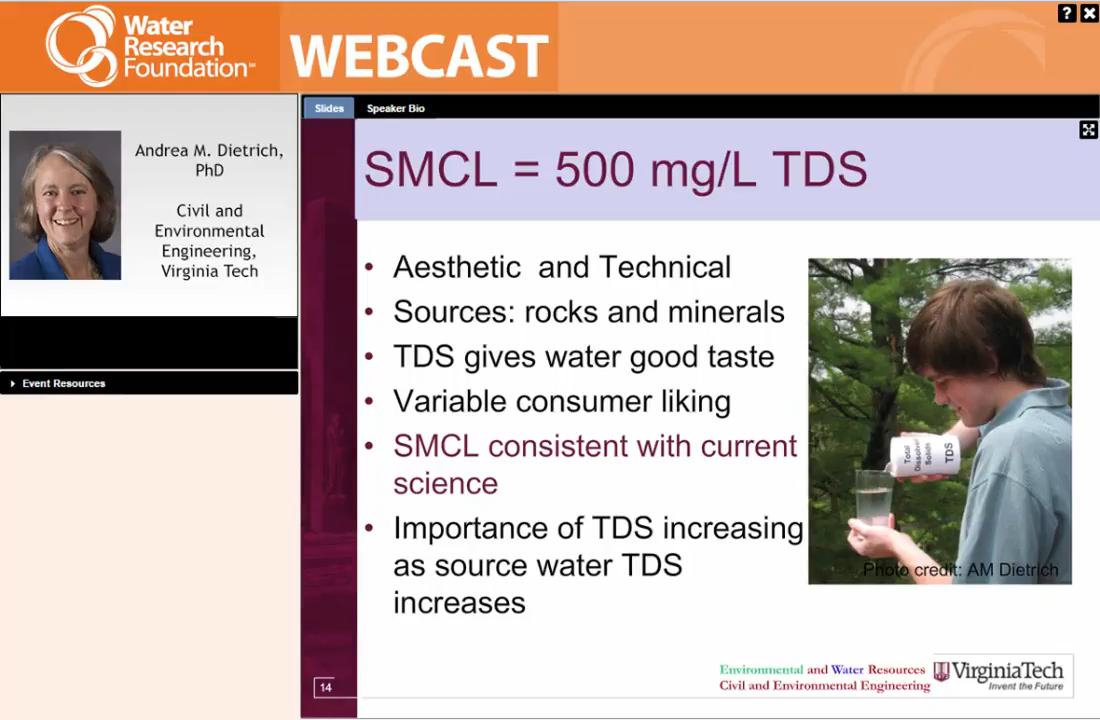 Water
Research
Foundation℠
WEBCAST
? ×
Slides
Speaker Bio
Andrea M. Dietrich,
PhD
Civil and
Environmental
Engineering,
Virginia Tech
Event Resources
SMCL = 500 mg/L TDS
• Aesthetic and Technical
• Sources: rocks and minerals
• TDS gives water good taste
• Variable consumer liking
• SMCL consistent with current
science
• Importance of TDS increasing
as source water TDS
increases
Total
Dissolved
Solids
TDS
Photo credit: AM Dietrich
14
Environmental and Water Resources
Civil and Environmental Engineering
VirginiaTech
Invent the Future